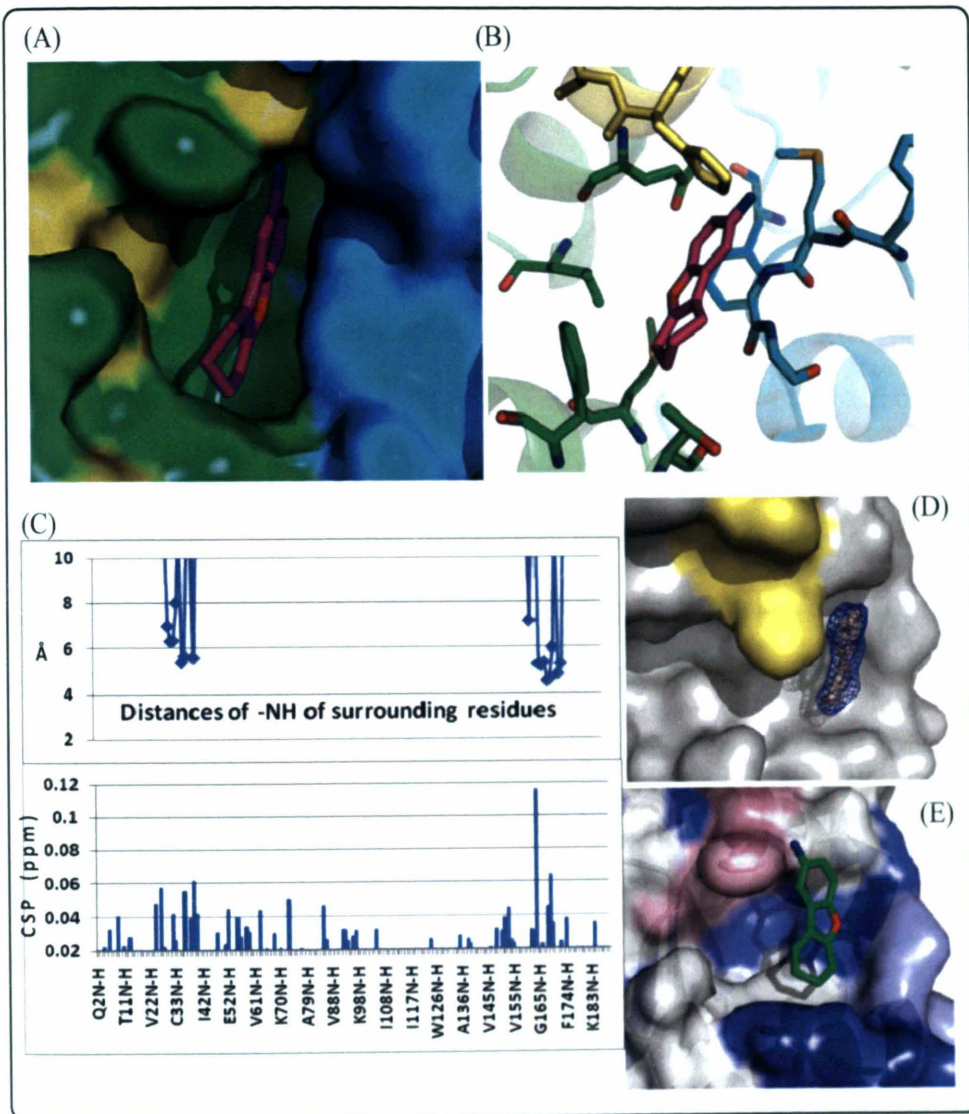 (A)
(B)
(C)
10
8
6
4
2
Å
Distances of -NH of surrounding residues
0.12
0.1
0.08
0.06
0.04
0.02
CSP (ppm)
Q2N-H
T11N-H
V22N-H
C33N-H
I42N-H
E52N-H
V61N-H
K70N-H
A79N-H
V88N-H
K98N-H
I108N-H
I117N-H
W126N-H
A136N-H
V145N-H
V155N-H
G165N-H
F174N-H
K183N-H
(D)
(E)